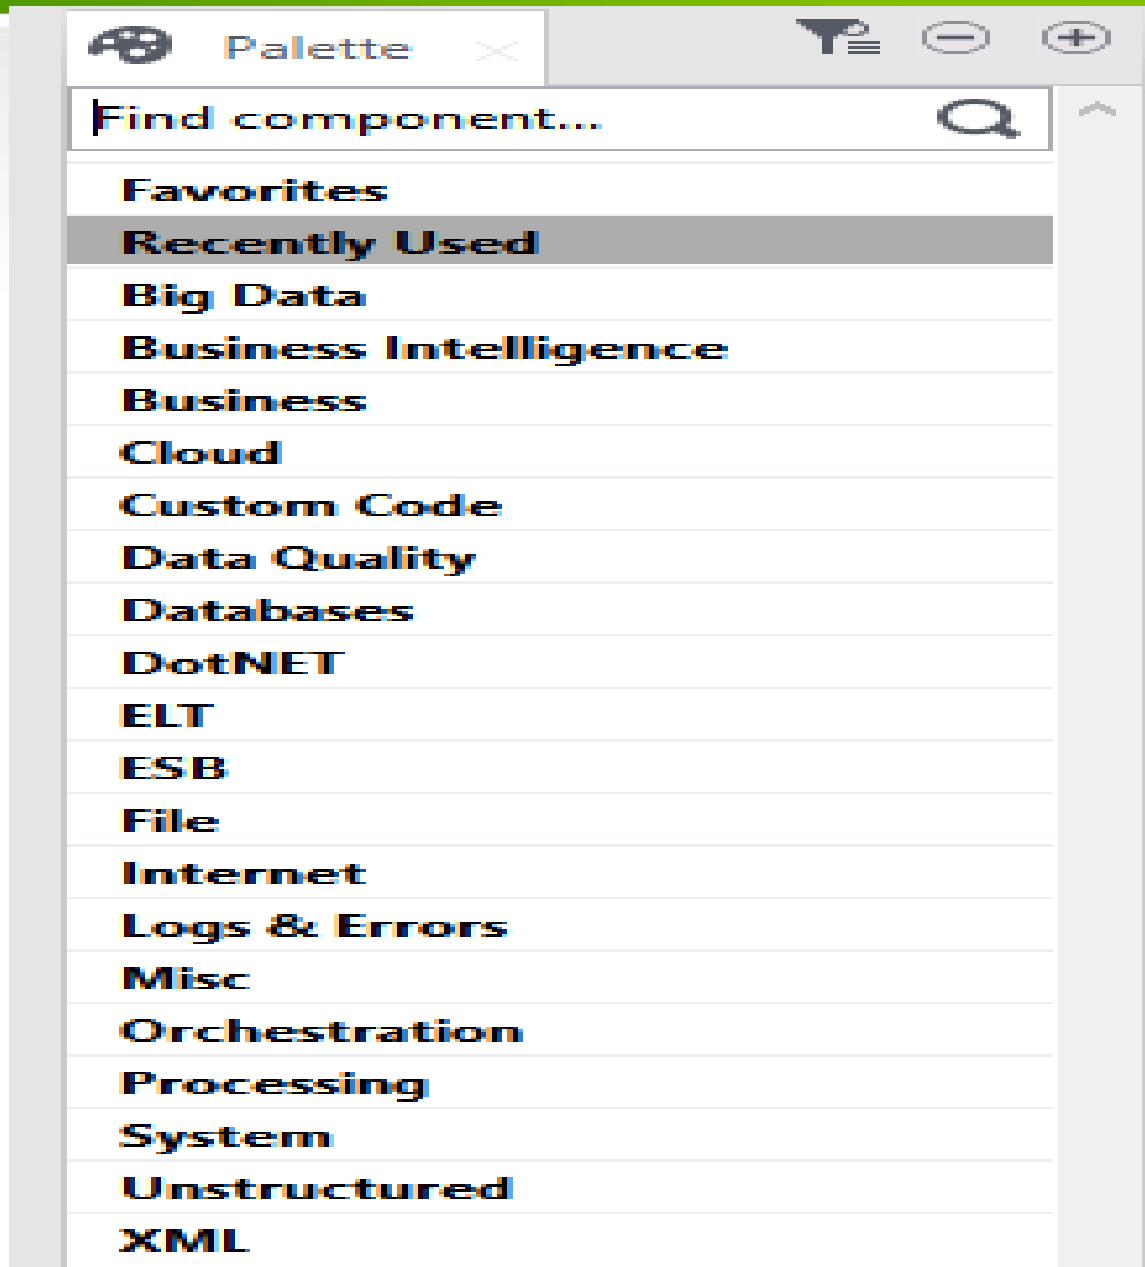 Palette
Find component...
Favorites
Recently Used
Big Data
Business Intelligence
Business
Cloud
Custom Code
Data Quality
Databases
DotNET
ELT
ESB
File
Internet
Logs & Errors
Misc
Orchestration
Processing
System
Unstructured
XML